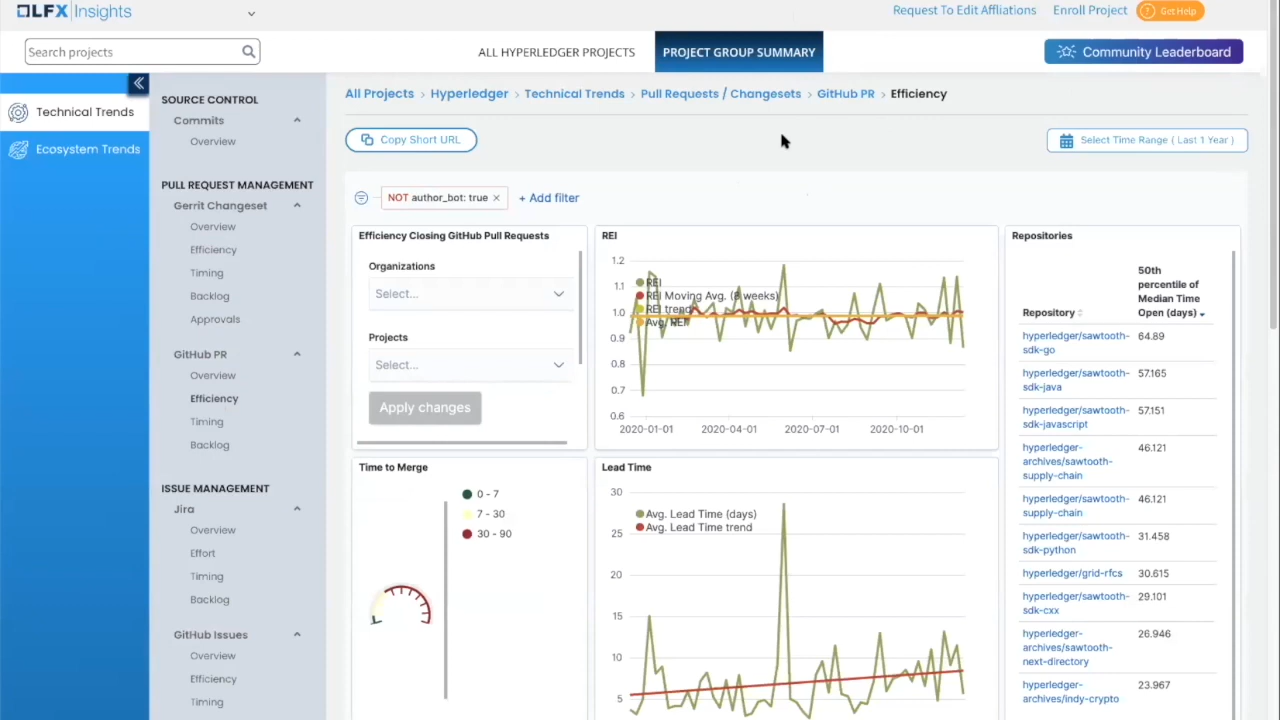 LFX Insights
Request To Edit Affliations
Enroll Project
? Get Help
Search projects
ALL HYPERLEDGER PROJECTS
PROJECT GROUP SUMMARY
Community Leaderboard
Technical Trends
Ecosystem Trends
SOURCE CONTROL
Commits
Overview
PULL REQUEST MANAGEMENT
Gerrit Changeset
Overview
Efficiency
Timing
Backlog
Approvals
GitHub PR
Overview
Efficiency
Timing
Backlog
ISSUE MANAGEMENT
Jira
Overview
Effort
Timing
Backlog
GitHub Issues
Overview
Efficiency
Timing
All Projects > Hyperledger > Technical Trends > Pull Requests / Changesets > GitHub PR > Efficiency
Copy Short URL
Select Time Range ( Last 1 Year )
NOT author_bot: true ×
+ Add filter
Efficiency Closing GitHub Pull Requests
Organizations
Select...
Projects
Select...
Apply changes
REI
1.2
1.1
1.0
0.9
0.8
0.7
0.6
REI
REI Moving Avg. (8 weeks)
REI trend
Avg. REI
2020-01-01
2020-04-01
2020-07-01
2020-10-01
Time to Merge
0 - 7
7 - 30
30 - 90
Lead Time
30
25
20
15
10
5
Avg. Lead Time (days)
Avg. Lead Time trend
Repositories
Repository
50th
percentile of
Median Time
Open (days)
hyperledger/sawtooth-
sdk-go
64.89
hyperledger/sawtooth-
sdk-java
57.165
hyperledger/sawtooth-
sdk-javascript
57.151
hyperledger-
archives/sawtooth-
supply-chain
46.121
hyperledger/sawtooth-
supply-chain
46.121
hyperledger/sawtooth-
sdk-python
31.458
hyperledger/grid-rfcs
30.615
hyperledger/sawtooth-
sdk-cxx
29.101
hyperledger-
archives/sawtooth-
next-directory
26.946
hyperledger-
archives/indy-crypto
23.967